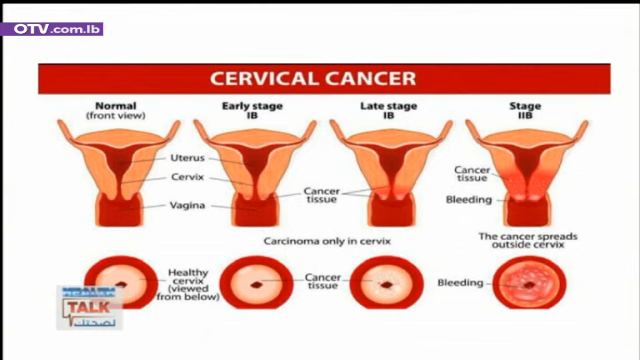 OTV.com.lb
CERVICAL CANCER
Normal
(front view)
Early stage
IB
Late stage
IB
Stage
IIB
Uterus
Cervix
Vagina
Cancer
tissue
Cancer
tissue
Bleeding
Carcinoma only in cervix
The cancer spreads
outside cervix
Healthy
cervix
(viewed
from below)
Cancer
tissue
Bleeding
HEALTH
TALK
لصحتك